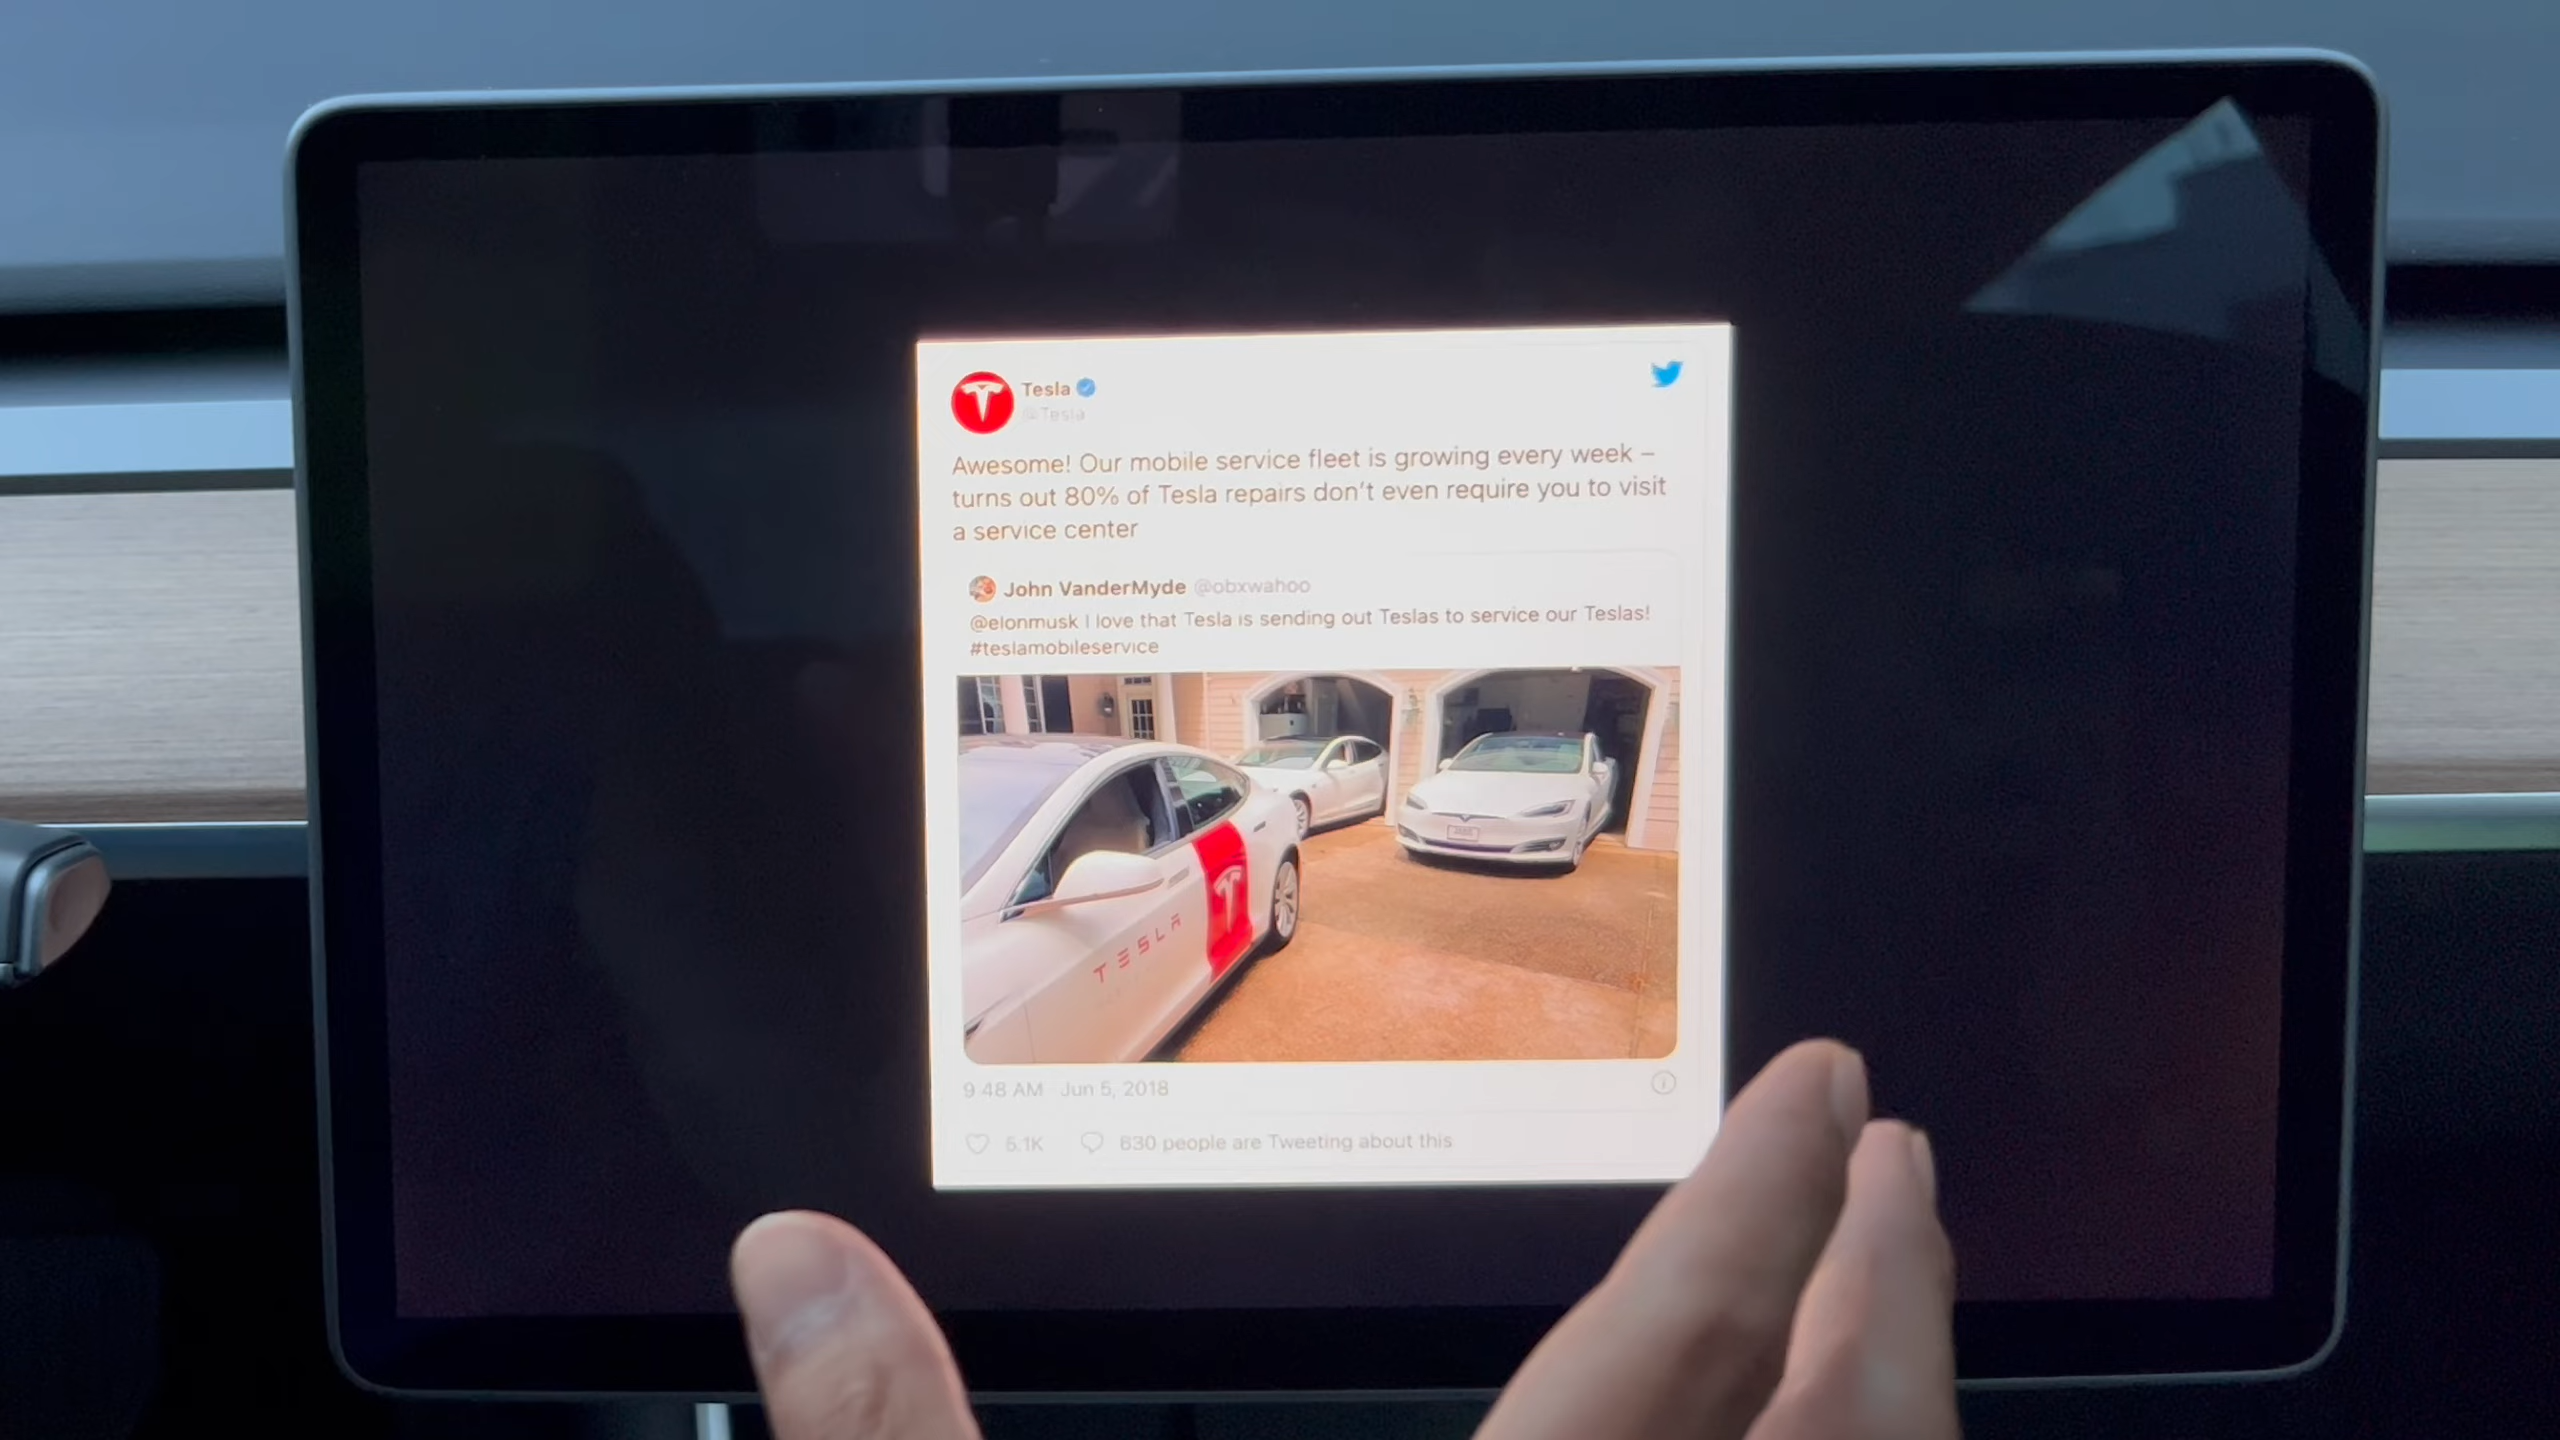 Tesla
@Tesla
Awesome! Our mobile service fleet is growing every week –
turns out 80% of Tesla repairs don't even require you to visit
a service center
John VanderMyde @obxwahoo
@elonmusk I love that Tesla is sending out Teslas to service our Teslas!
#teslamobileservice
TESLA
9:48 AM · Jun 5, 2018
5.1K 630 people are Tweeting about this